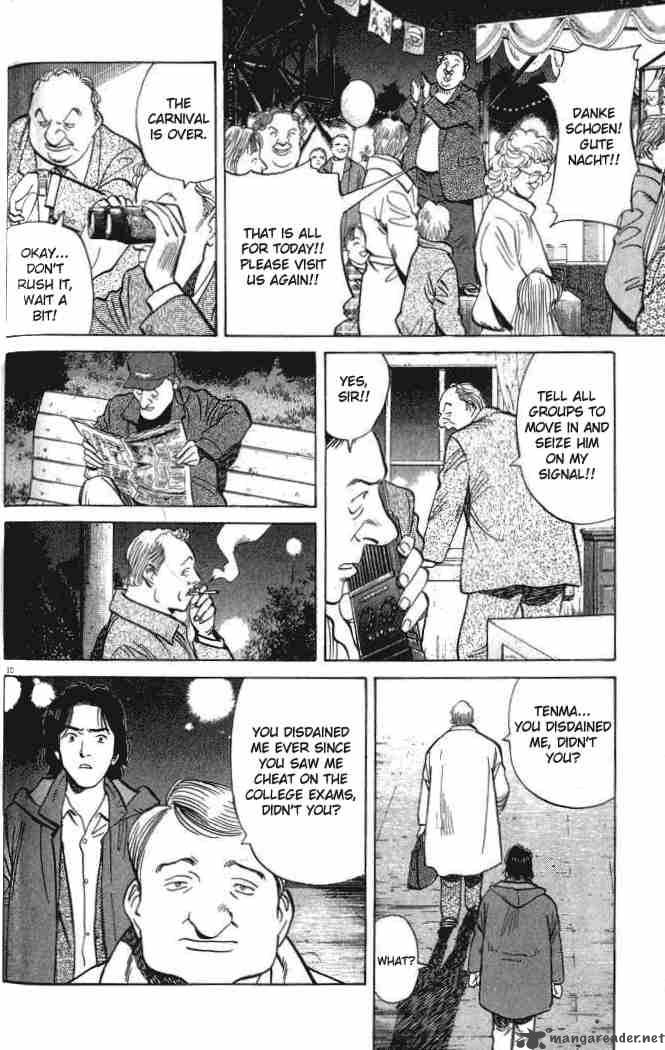 DANKE
SCHOEN!
GUTE
NACHT!!
THAT IS ALL
FOR TODAY!!
PLEASE VISIT
US AGAIN!!
THE
CARNIVAL
IS OVER.
OKAY...
DON'T
RUSH IT,
WAIT A
BIT!
TELL ALL
GROUPS TO
MOVE IN AND
SEIZE HIM
ON MY
SIGNAL!!
YES,
SIR!!
10
TENMA...
YOU DISDAINED
ME, DIDN'T
YOU?
WHAT?
YOU DISDAINED
ME EVER SINCE
YOU SAW ME
CHEAT ON THE
COLLEGE EXAMS,
DIDN'T YOU?
mangareader.net